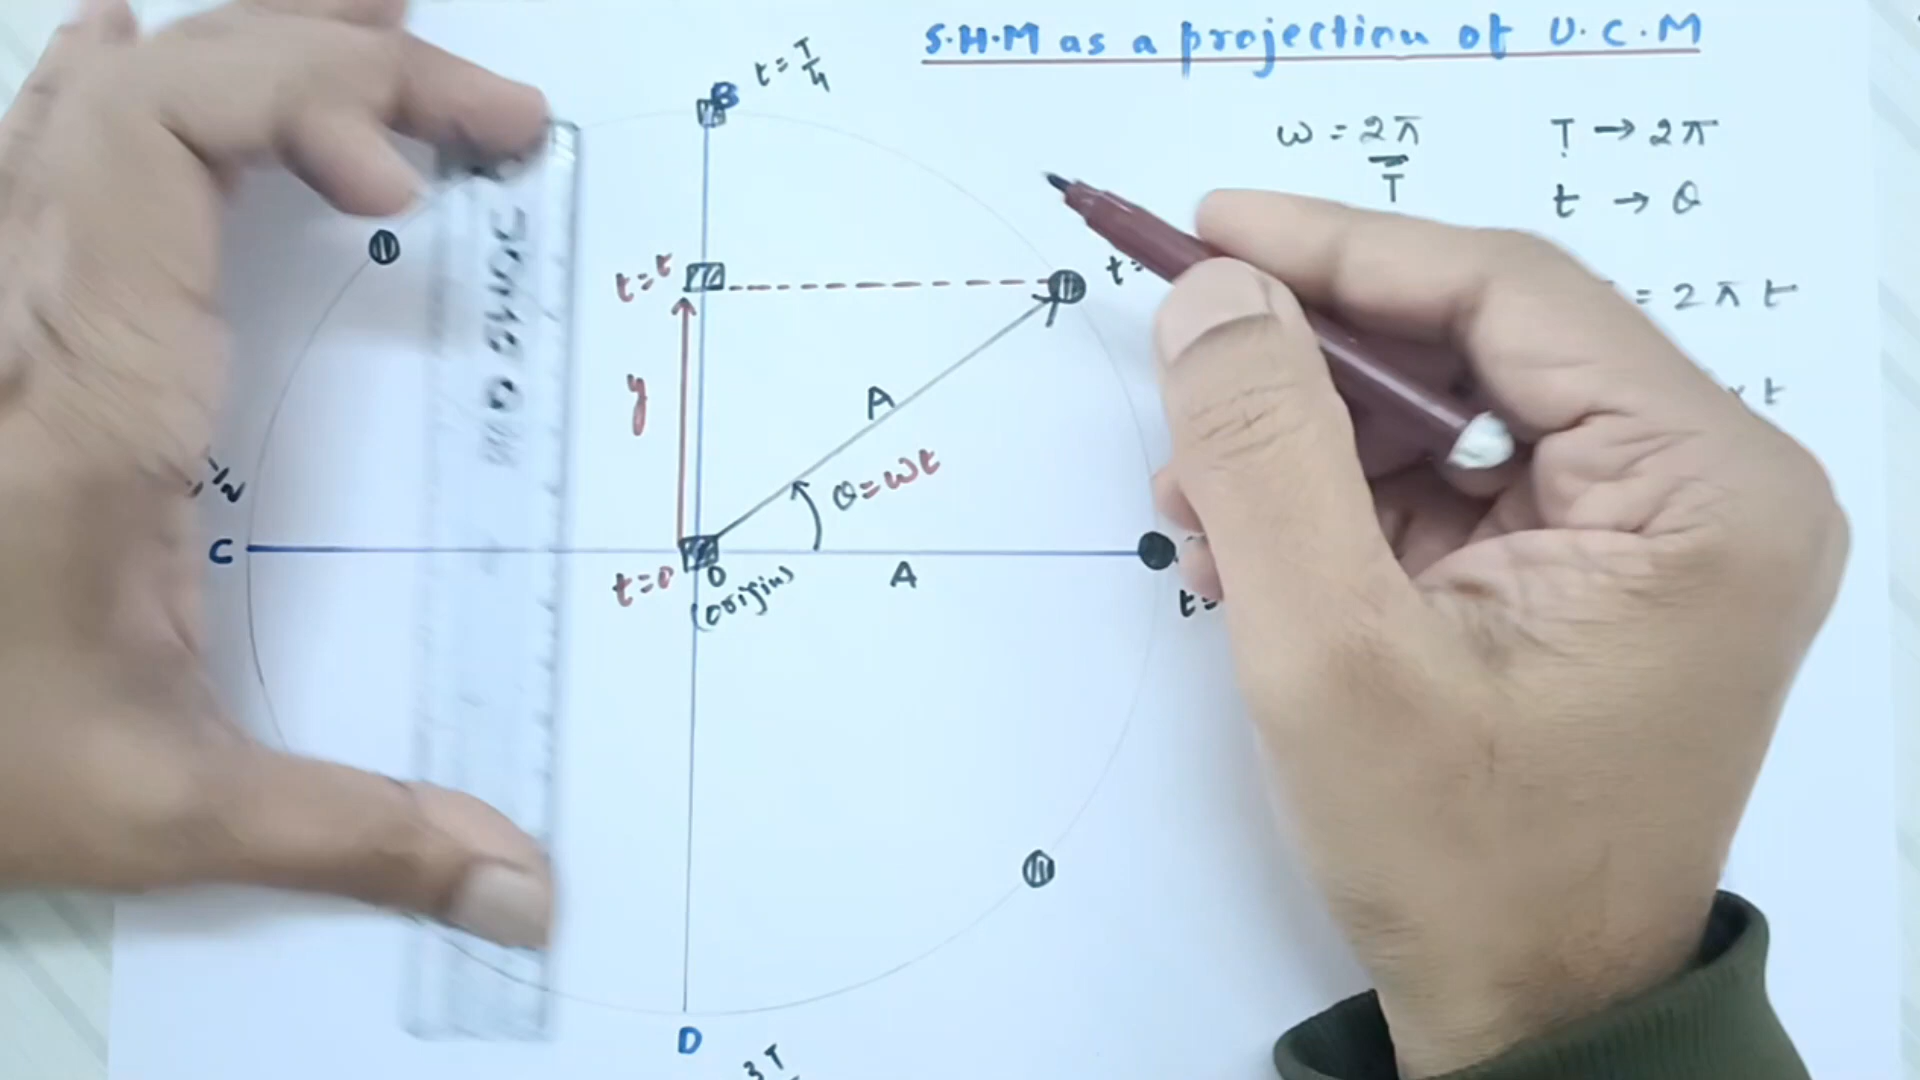 S.H.M as a projection of U.C.M
B t = T/4
ω = 2π/T
T → 2π
t → θ
t=t
t=
= 2π t
y
A
x t
θ=ωt
C
t=0
O
(origin)
A
t=
D
3T